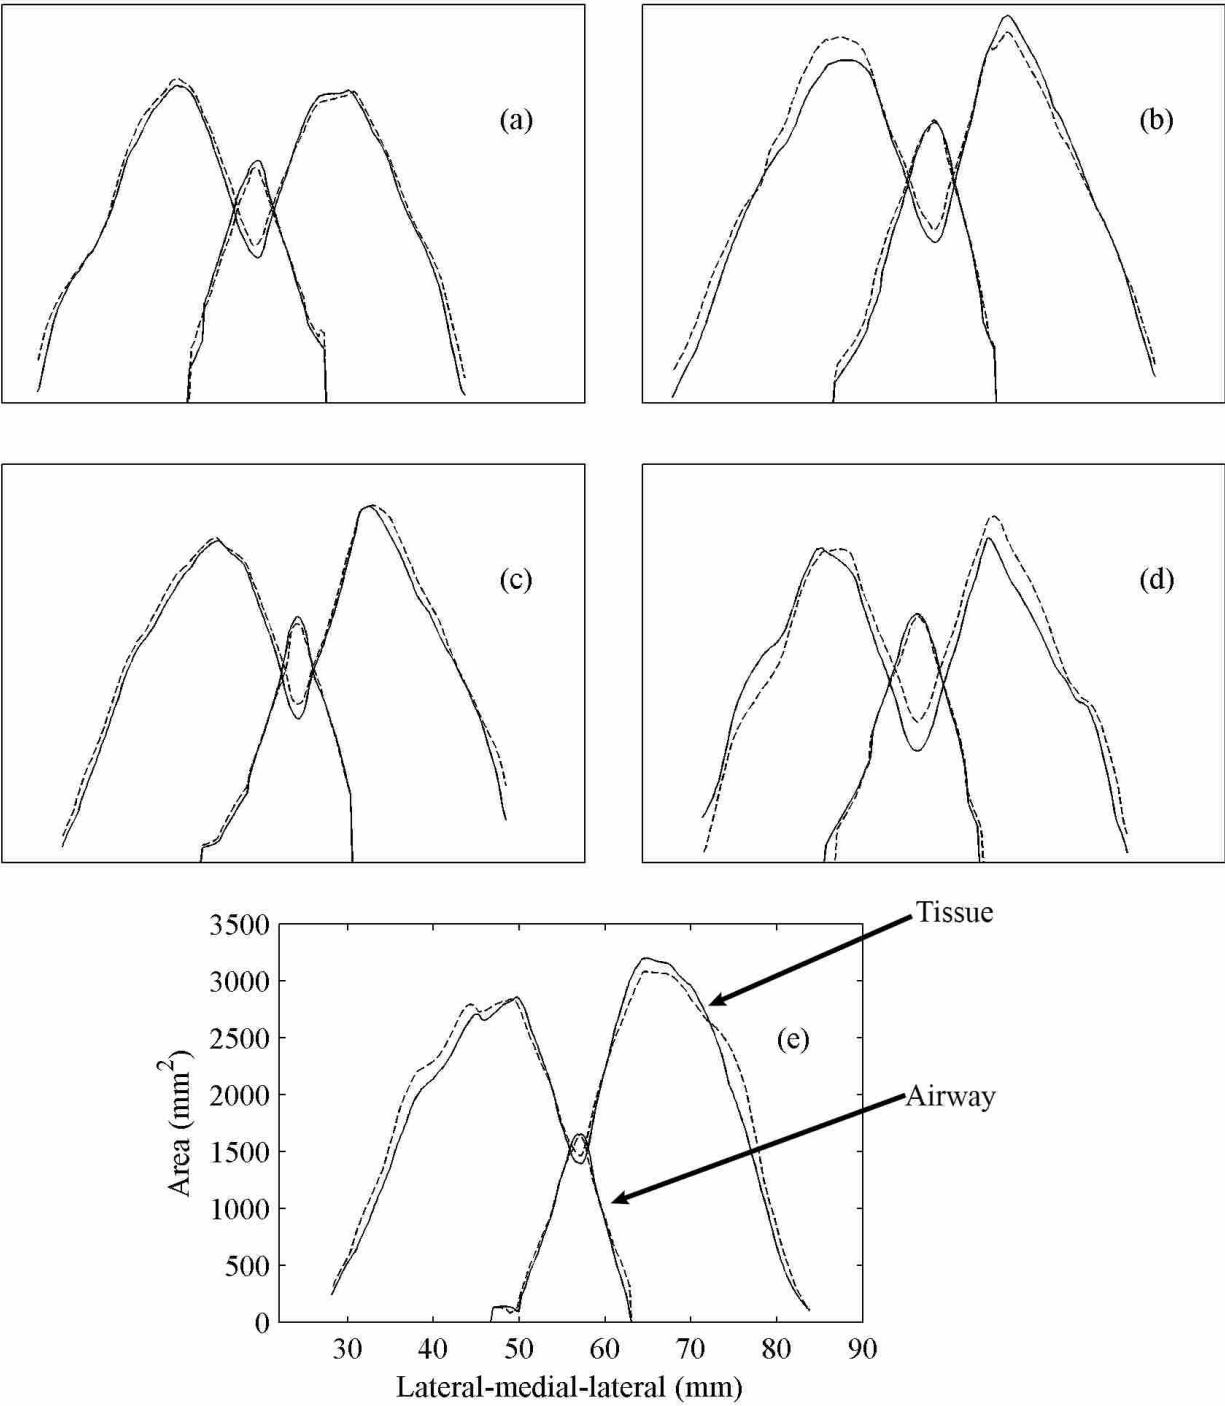 (a)
(b)
(c)
(d)
Tissue
3500
3000
2500
(e)
2000
Airway
1500
1000
500
0
Area (mm²)
30 40 50 60 70 80 90
Lateral-medial-lateral (mm)